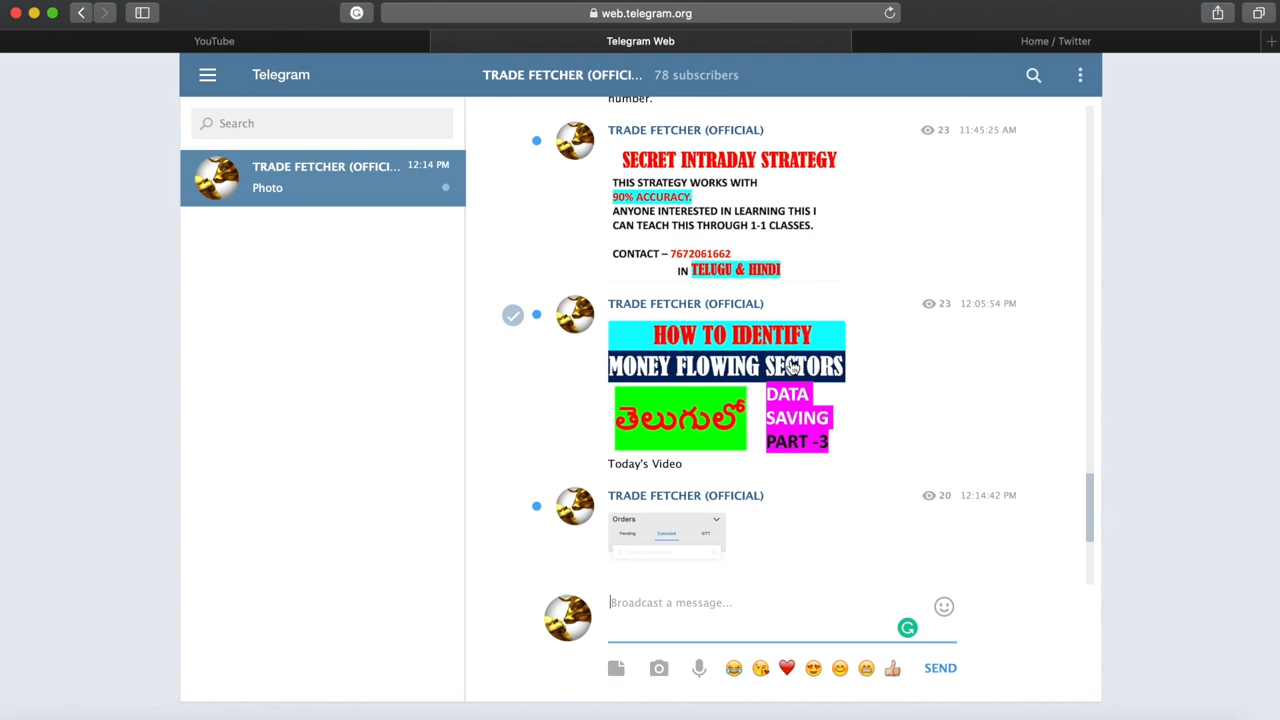 web.telegram.org
YouTube
Telegram Web
Home / Twitter
Telegram
TRADE FETCHER (OFFICI... 78 subscribers
Search
TRADE FETCHER (OFFICI... 12:14 PM
Photo
number.
TRADE FETCHER (OFFICIAL) 23 11:45:25 AM
SECRET INTRADAY STRATEGY
THIS STRATEGY WORKS WITH
90% ACCURACY.
ANYONE INTERESTED IN LEARNING THIS I
CAN TEACH THIS THROUGH 1-1 CLASSES.
CONTACT – 7672061662
IN TELUGU & HINDI
TRADE FETCHER (OFFICIAL) 23 12:05:54 PM
HOW TO IDENTIFY
MONEY FLOWING SECTORS
తెలుగులో
DATA
SAVING
PART -3
Today's Video
TRADE FETCHER (OFFICIAL) 20 12:14:42 PM
Orders
Pending Executed GTT
Broadcast a message...
SEND